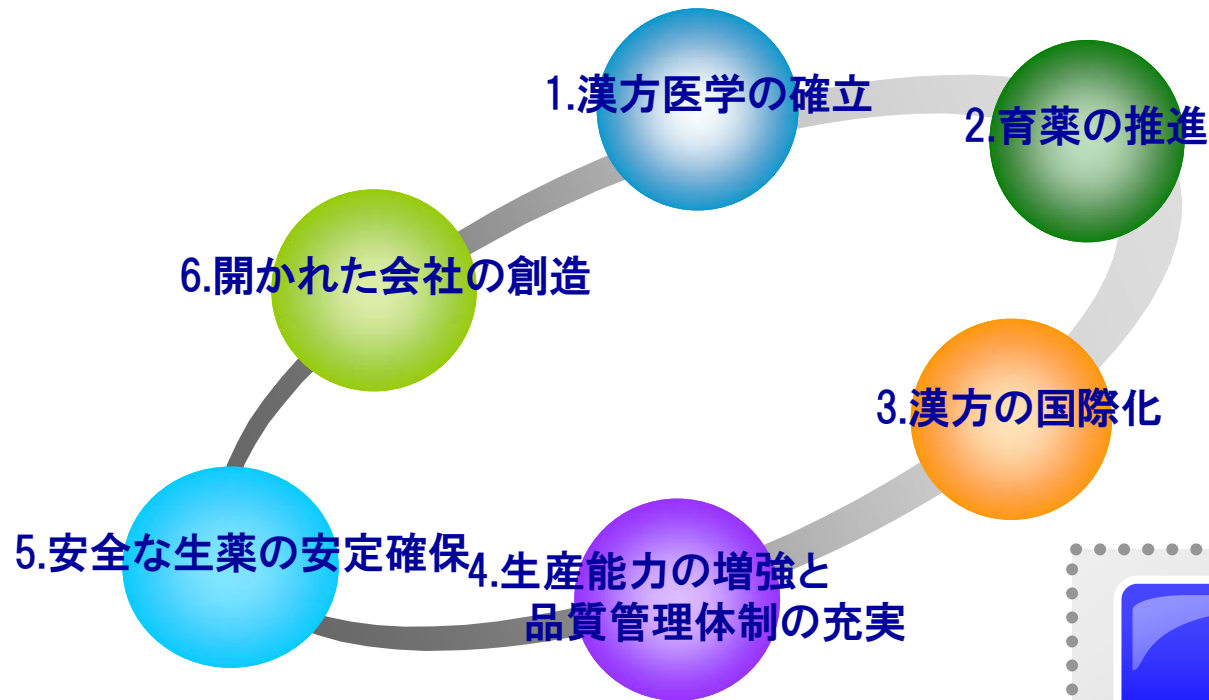 1.漢方医学の確立
2.育薬の推進
3.漢方の国際化
4.生産能力の増強と
品質管理体制の充実
5.安全な生薬の安定確保
6.開かれた会社の創造